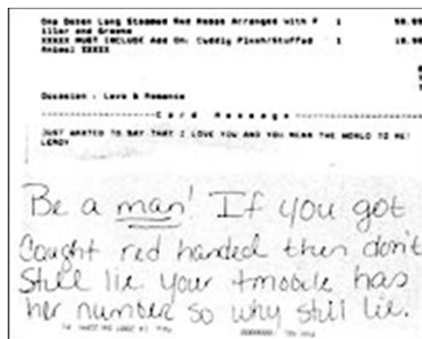 One Dozen Long Stemmed Red Roses Arranged with F 1
iller and Greens
XXXXX MUST INCLUDE Add On: Cuddly Plush/Stuffed 1
Animal XXXXX
Occasion - Love & Romance
Card Message
JUST WANTED TO SAY THAT I LOVE YOU AND YOU MEAN THE WORLD TO ME!
LEROY
Be a man! If you got
Caught red handed then don't
Still lie. your tmobile has
her number so why still lie.